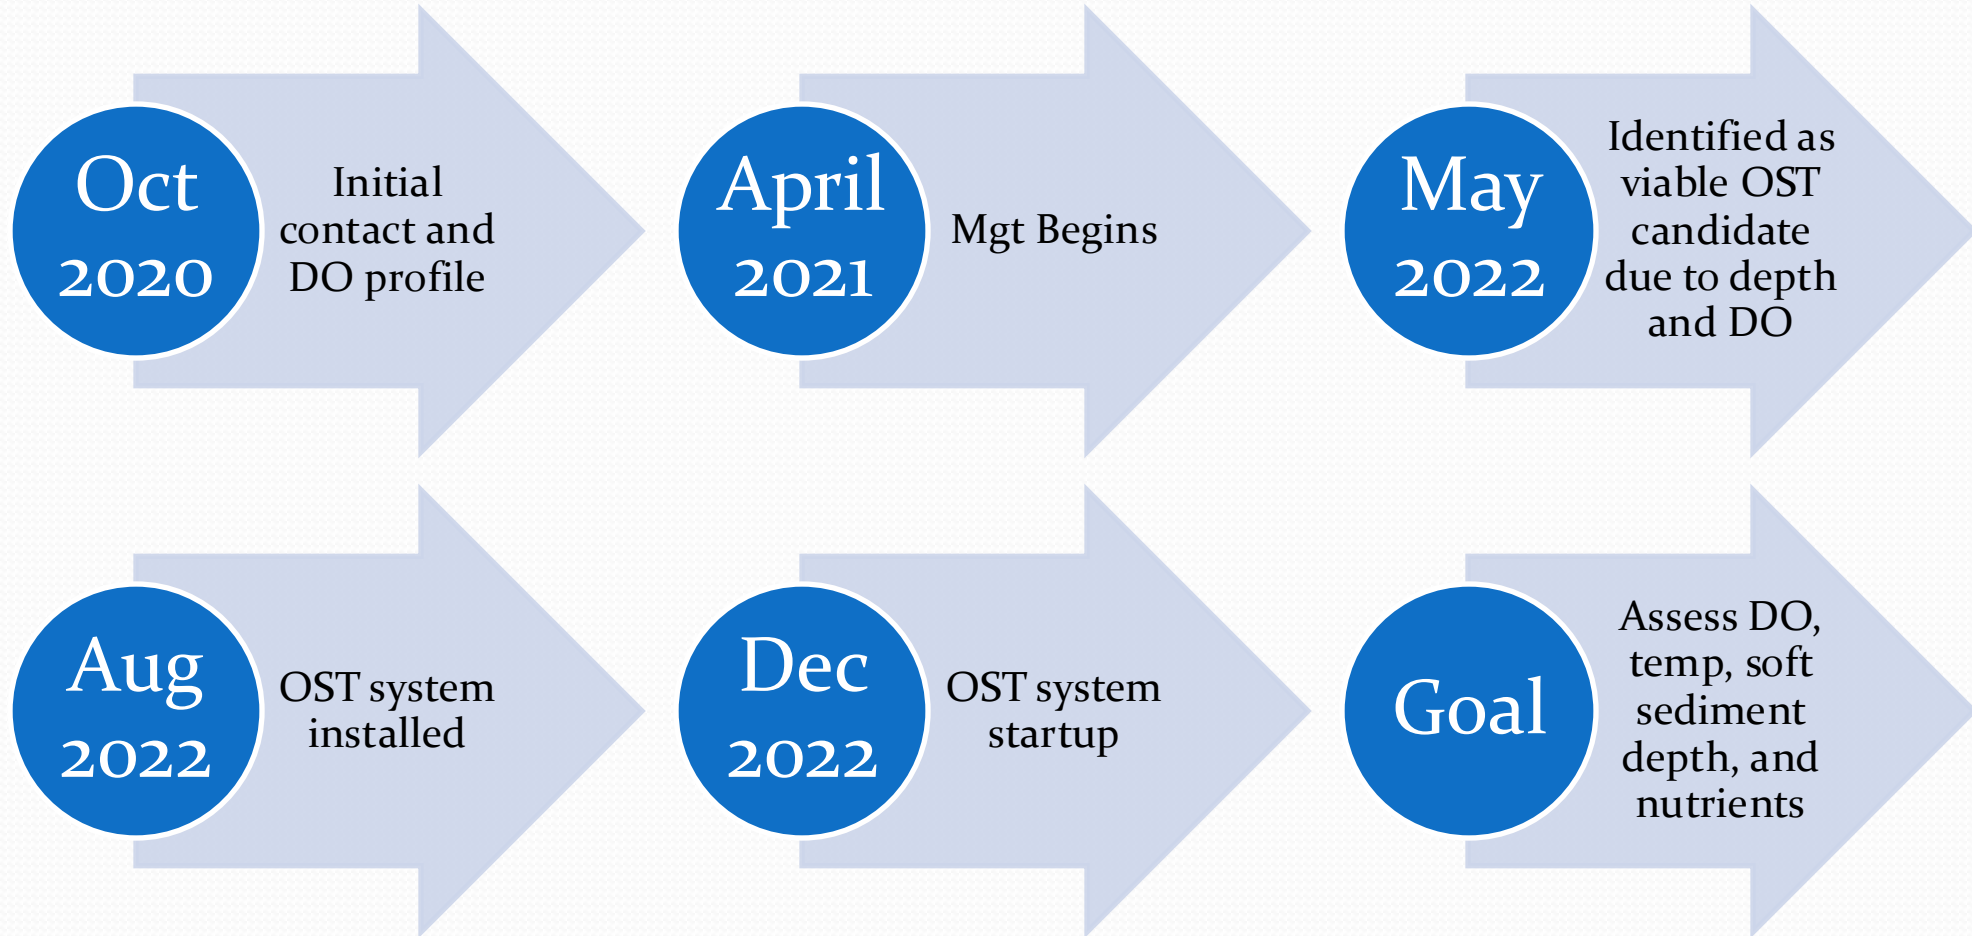 Oct
2020
Initial
contact and
DO profile
April
2021
Mgt Begins
May
2022
Identified as
viable OST
candidate
due to depth
and DO
Aug
2022
OST system
installed
Dec
2022
OST system
startup
Goal
Assess DO,
temp, soft
sediment
depth, and
nutrients